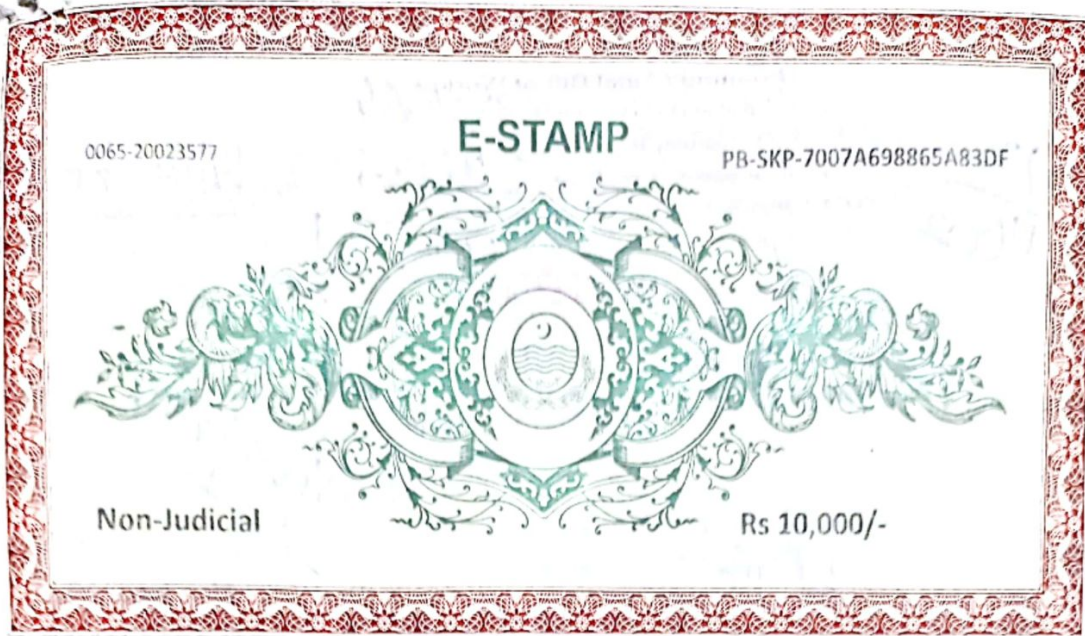 E-STAMP
0065-20023577
PB-SKP-7007A698865A83DF
Non-Judicial
Rs 10,000/-